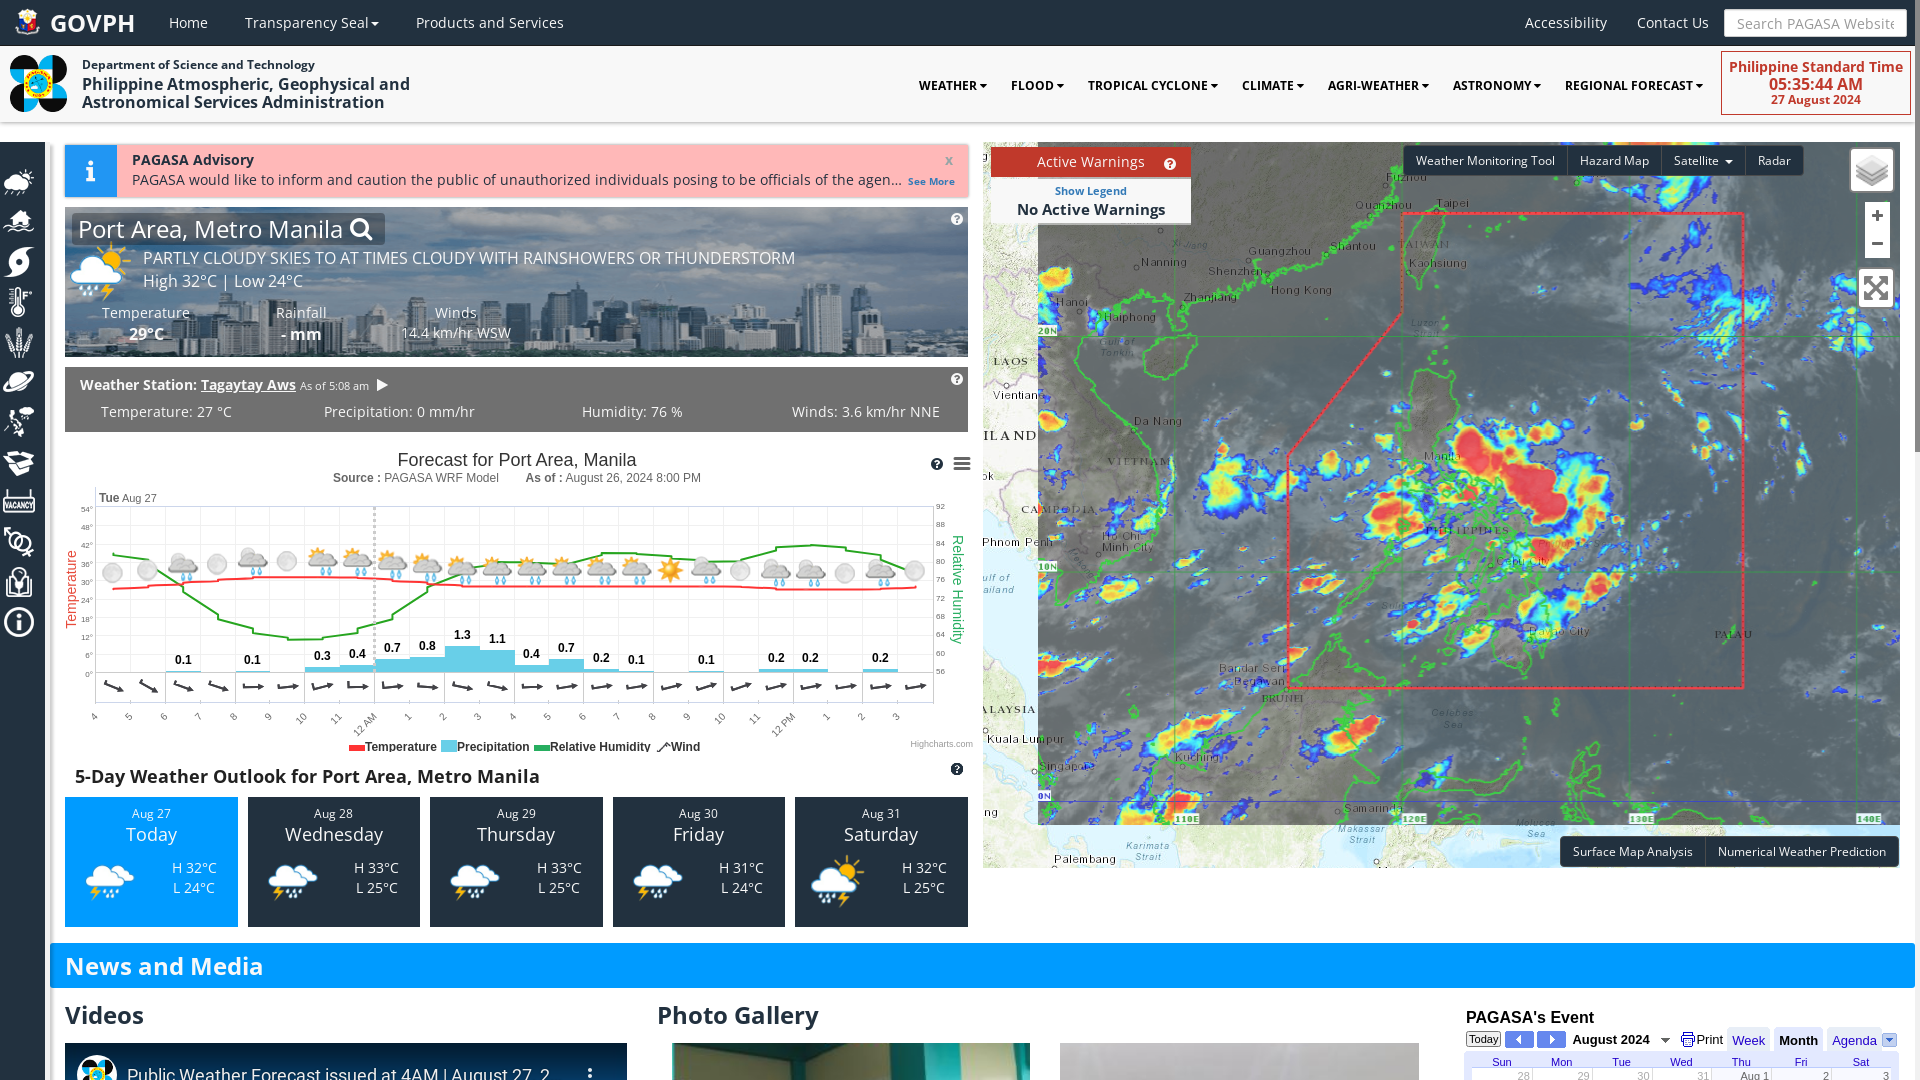 GOVPH
Home
Transparency Seal
Products and Services
Accessibility
Contact Us
Search PAGASA Website
Department of Science and Technology
Philippine Atmospheric, Geophysical and
Astronomical Services Administration
WEATHER
FLOOD
TROPICAL CYCLONE
CLIMATE
AGRI-WEATHER
ASTRONOMY
REGIONAL FORECAST
Philippine Standard Time
05:35:44 AM
27 August 2024
PAGASA Advisory
x
PAGASA would like to inform and caution the public of unauthorized individuals posing to be officials of the agen... See More
Port Area, Metro Manila
PARTLY CLOUDY SKIES TO AT TIMES CLOUDY WITH RAINSHOWERS OR THUNDERSTORM
High 32°C | Low 24°C
Temperature
29°C
Rainfall
- mm
Winds
14.4 km/hr WSW
Weather Station: Tagaytay Aws As of 5:08 am
Temperature: 27 °C
Precipitation: 0 mm/hr
Humidity: 76 %
Winds: 3.6 km/hr NNE
Forecast for Port Area, Manila
Source : PAGASA WRF Model As of : August 26, 2024 8:00 PM
Tue Aug 27
Temperature
54°
48°
42°
36°
30°
24°
18°
12°
6°
0°
Relative Humidity
92
88
84
80
76
72
68
64
60
56
0.1
0.1
0.3
0.4
0.7
0.8
1.3
1.1
0.4
0.7
0.2
0.1
0.1
0.2
0.2
0.2
4 5 6 7 8 9 10 11 12 AM 1 2 3 4 5 6 7 8 9 10 11 12 PM 1 2 3
Temperature Precipitation Relative Humidity Wind
Highcharts.com
5-Day Weather Outlook for Port Area, Metro Manila
Aug 27
Today
H 32°C
L 24°C
Aug 28
Wednesday
H 33°C
L 25°C
Aug 29
Thursday
H 33°C
L 25°C
Aug 30
Friday
H 31°C
L 24°C
Aug 31
Saturday
H 32°C
L 25°C
VACANCY
Active Warnings
Show Legend
No Active Warnings
Weather Monitoring Tool
Hazard Map
Satellite
Radar
+
−
Fuzhou
Quanzhou
Taipei
Guangzhou
Shantou
TAIWAN
Nanning
Shenzhen
Kaohsiung
Hong Kong
Hanoi
Zhanjiang
Haiphong
20N
Gulf of
Tonkin
LAOS
Vientiane
Da Nang
ILAND
VIETNAM
Manila
CAMBODIA
PHILIPPINES
Phnom Penh
Ho Chi
Minh City
Cebu City
10N
ulf of
ailand
Davao City
PALAU
Bandar Seri
Begawan
BRUNEI
ALAYSIA
Celebes
Sea
Kuala Lumpur
Kuching
Singapor
0N
Samarinda
110E
120E
130E
140E
Makassar
Strait
Molucca
Sea
Karimata
Strait
Palembang
Surface Map Analysis
Numerical Weather Prediction
News and Media
Videos
Public Weather Forecast issued at 4AM | August 27, 2
Photo Gallery
PAGASA's Event
Today
August 2024
Print
Week
Month
Agenda
Sun Mon Tue Wed Thu Fri Sat
28 29 30 31 Aug 1 2 3